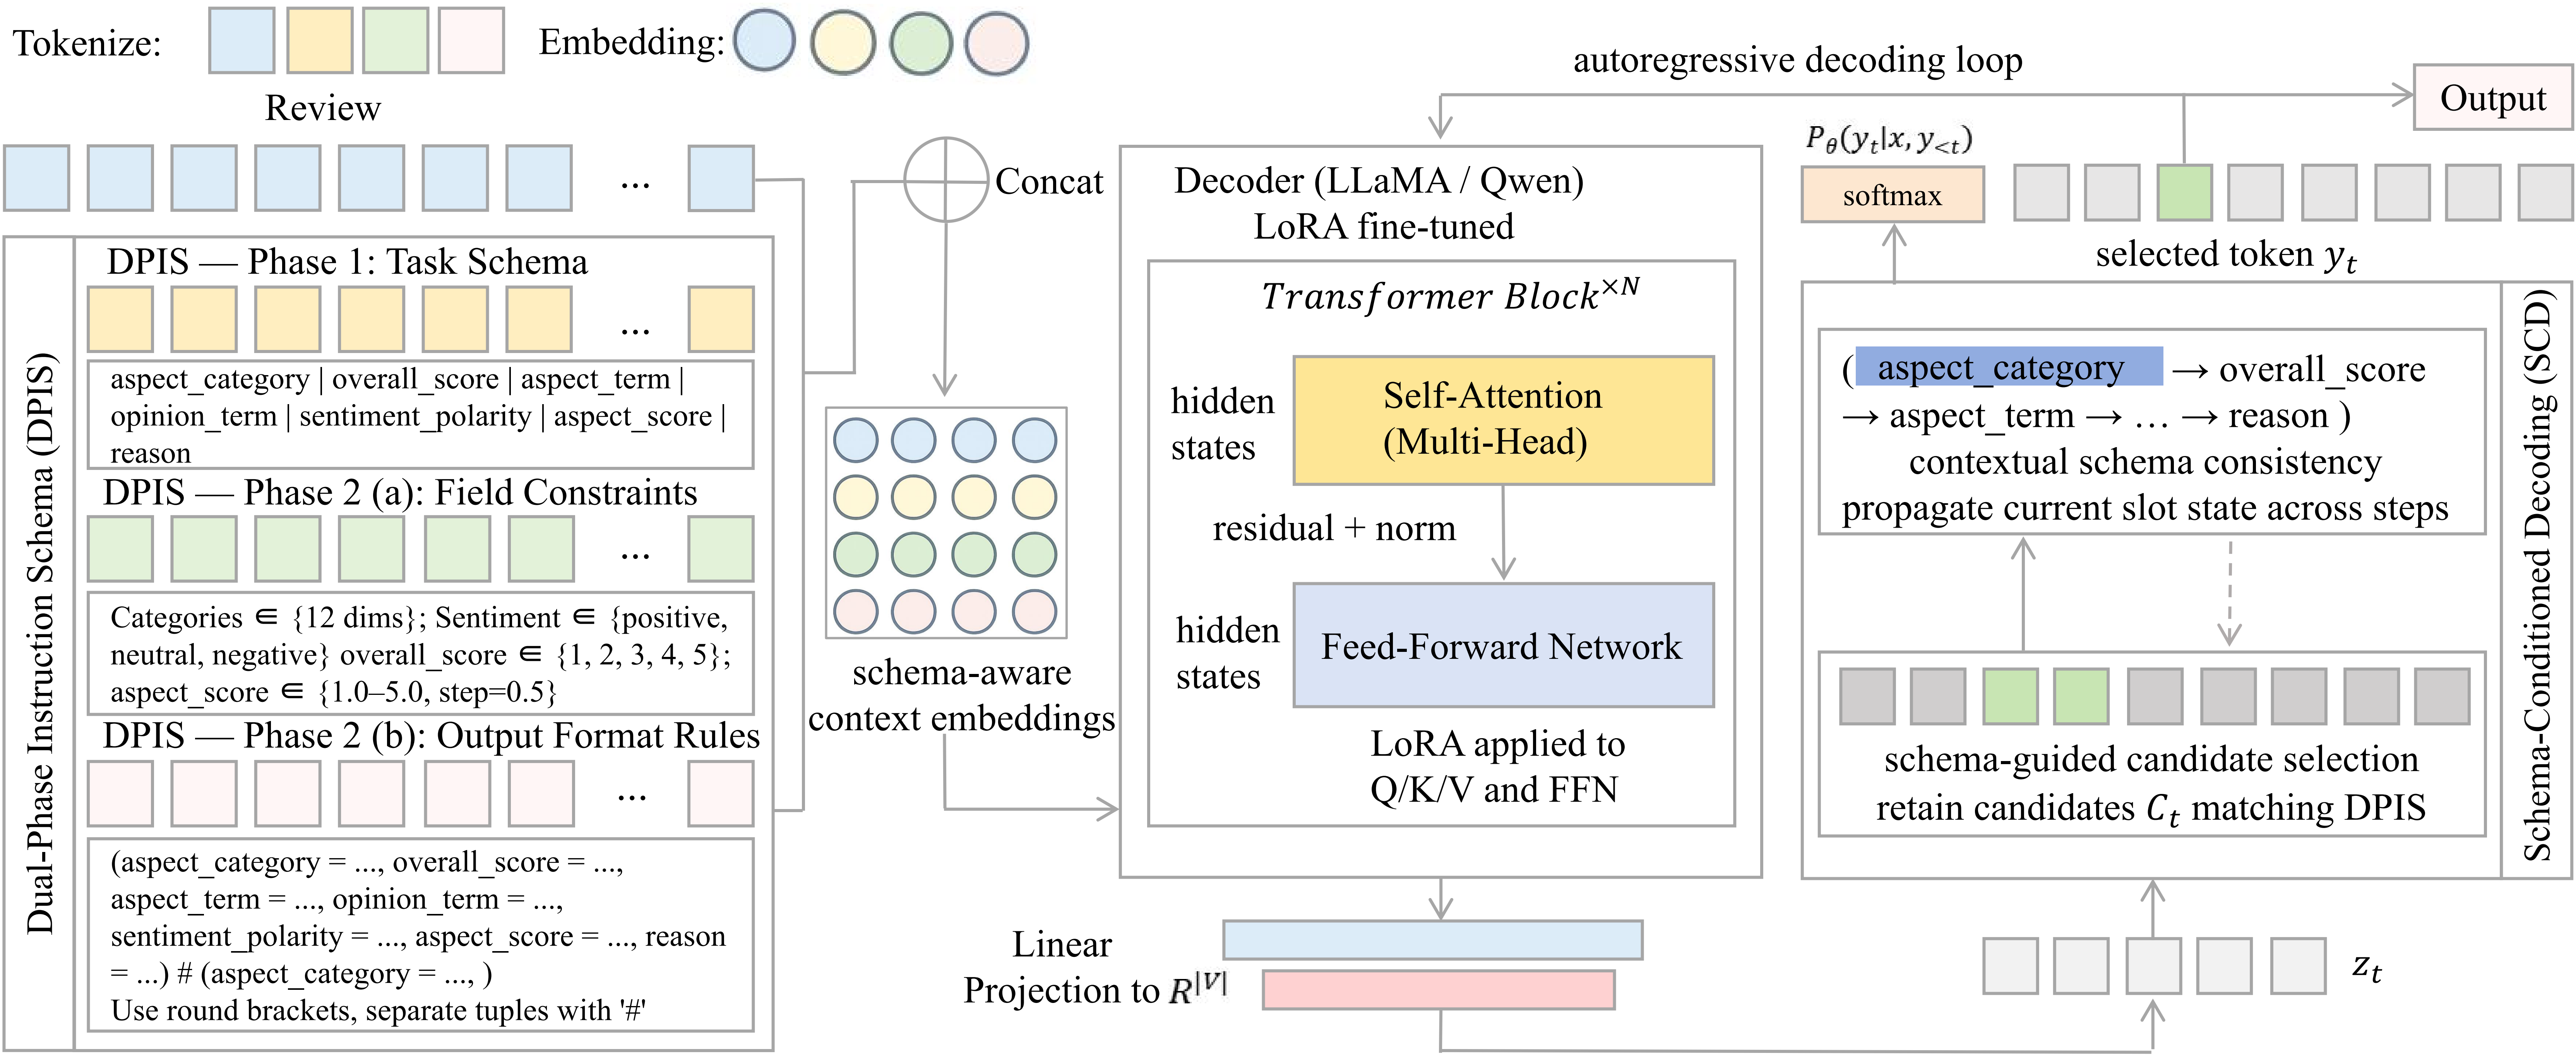 Tokenize:
Embedding:
Review
...
Dual-Phase Instruction Schema (DPIS)
DPIS — Phase 1: Task Schema
...
aspect_category | overall_score | aspect_term |
opinion_term | sentiment_polarity | aspect_score |
reason
DPIS — Phase 2 (a): Field Constraints
...
Categories ∈ {12 dims}; Sentiment ∈ {positive,
neutral, negative} overall_score ∈ {1, 2, 3, 4, 5};
aspect_score ∈ {1.0–5.0, step=0.5}
DPIS — Phase 2 (b): Output Format Rules
...
(aspect_category = ..., overall_score = ...,
aspect_term = ..., opinion_term = ...,
sentiment_polarity = ..., aspect_score = ..., reason
= ...) # (aspect_category = ..., )
Use round brackets, separate tuples with '#'
Concat
schema-aware
context embeddings
autoregressive decoding loop
Decoder (LLaMA / Qwen)
LoRA fine-tuned
Transformer Block^{×N}
hidden
states
Self-Attention
(Multi-Head)
residual + norm
hidden
states
Feed-Forward Network
LoRA applied to
Q/K/V and FFN
Linear
Projection to R^{|V|}
z_t
Schema-Conditioned Decoding (SCD)
schema-guided candidate selection
retain candidates C_t matching DPIS
( aspect_category → overall_score
→ aspect_term → … → reason )
contextual schema consistency
propagate current slot state across steps
softmax
P_θ(y_t|x, y_{<t})
selected token y_t
Output